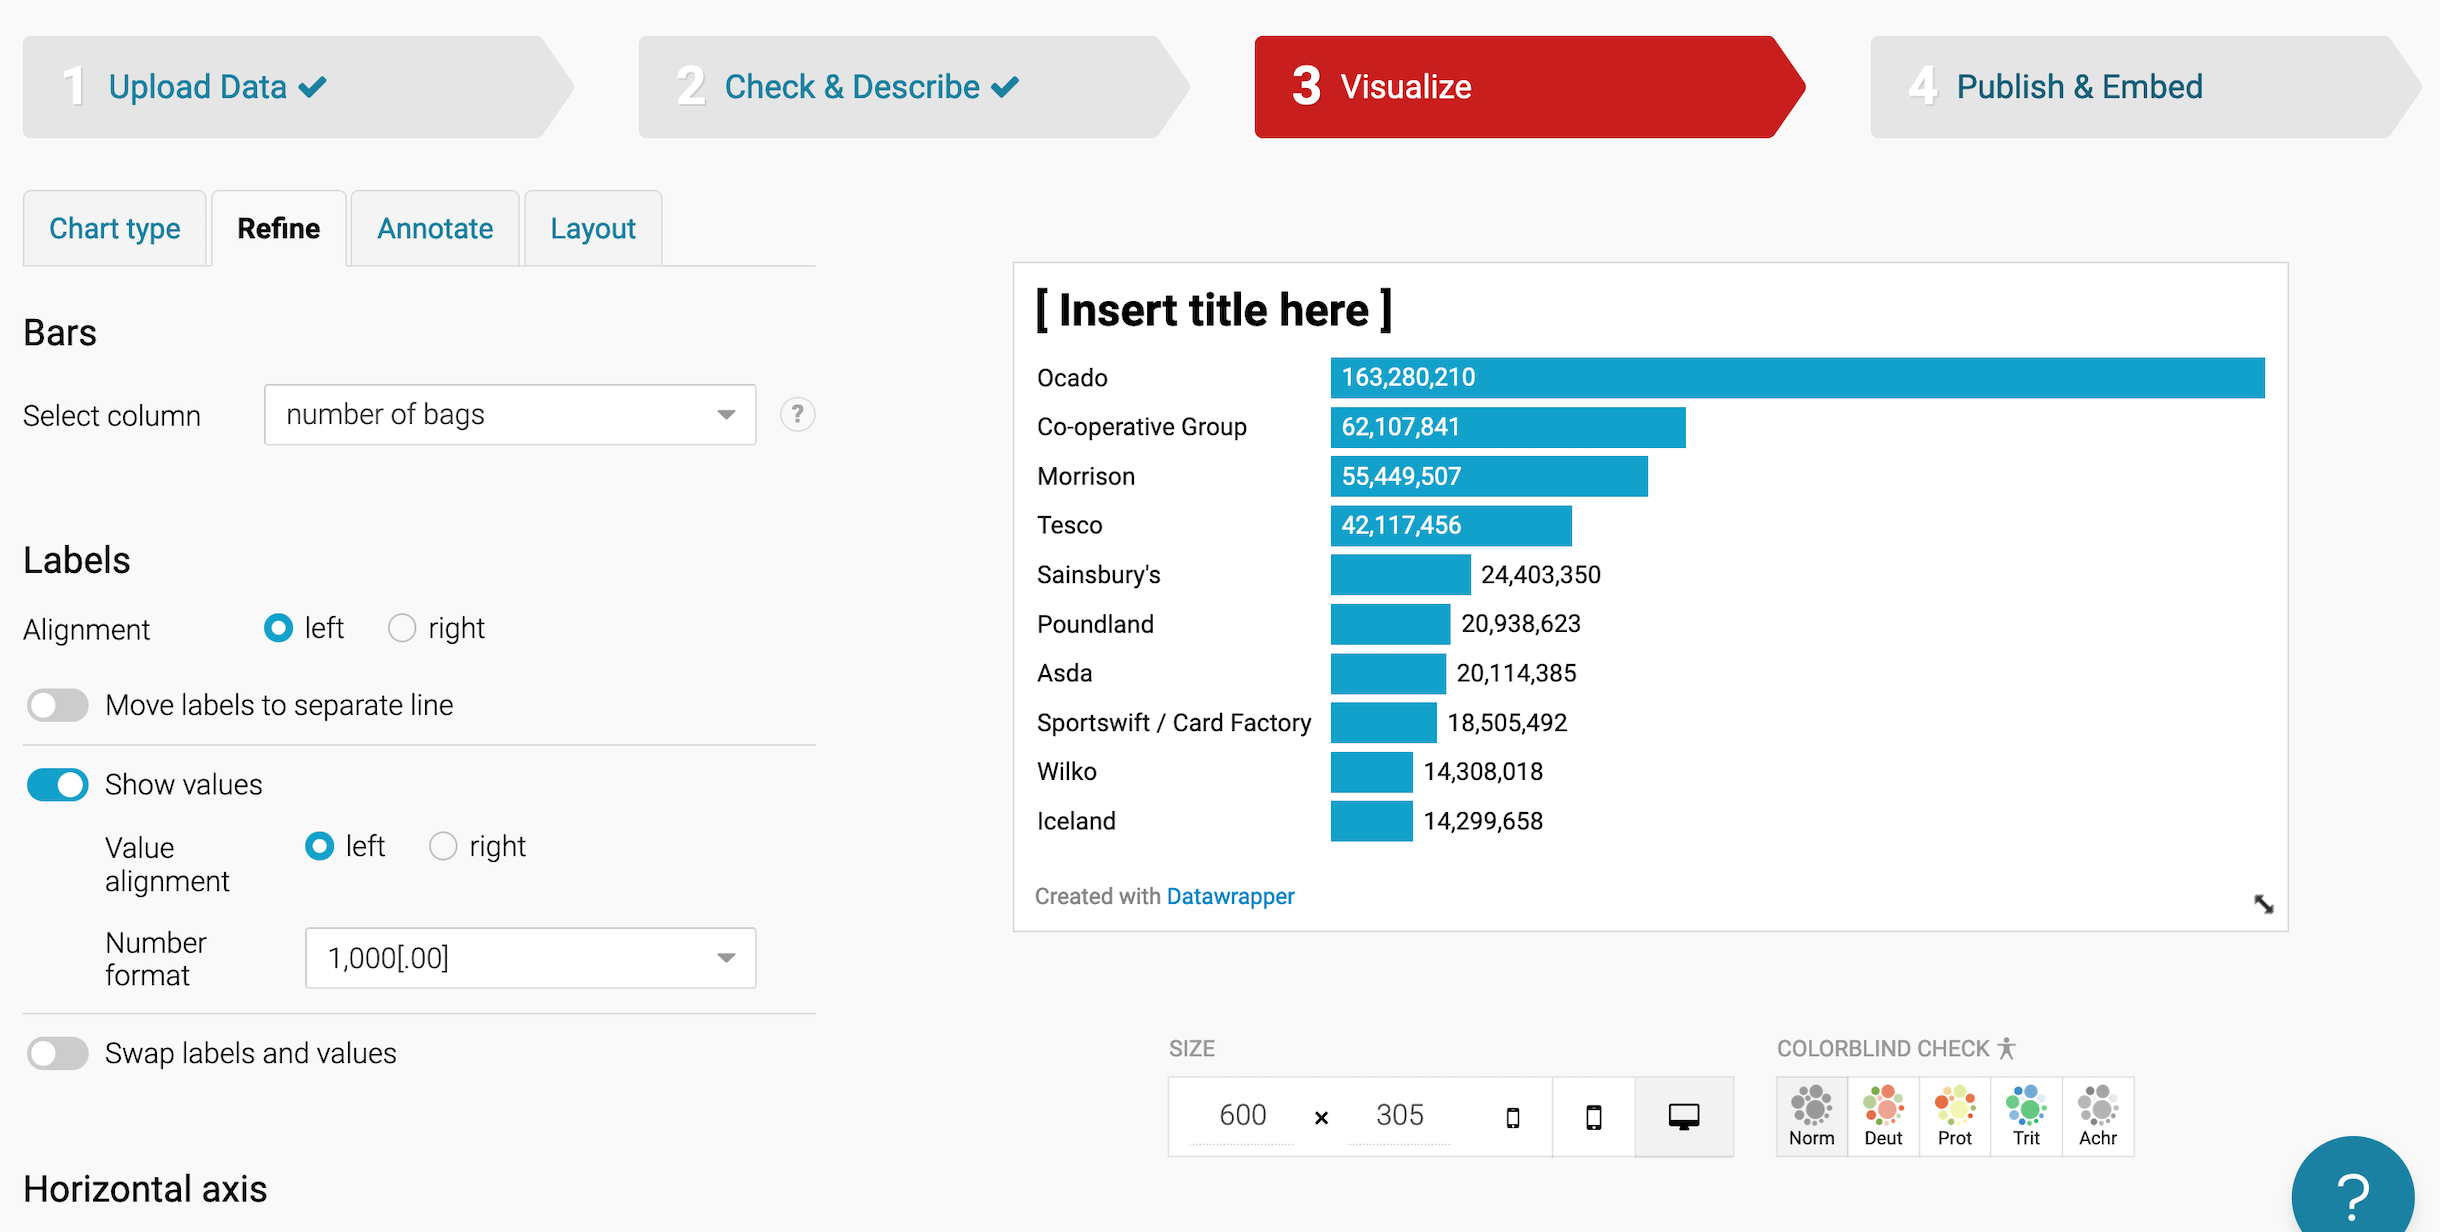 1 Upload Data
2 Check & Describe
3 Visualize
4 Publish & Embed
Chart type
Refine
Annotate
Layout
Bars
Select column
number of bags
?
Labels
Alignment
left
right
Move labels to separate line
Show values
Value
alignment
left
right
Number
format
1,000[.00]
Swap labels and values
Horizontal axis
[ Insert title here ]
Ocado 163,280,210
Co-operative Group 62,107,841
Morrison 55,449,507
Tesco 42,117,456
Sainsbury's 24,403,350
Poundland 20,938,623
Asda 20,114,385
Sportswift / Card Factory 18,505,492
Wilko 14,308,018
Iceland 14,299,658
Created with Datawrapper
SIZE
600 × 305
COLORBLIND CHECK
Norm
Deut
Prot
Trit
Achr
?